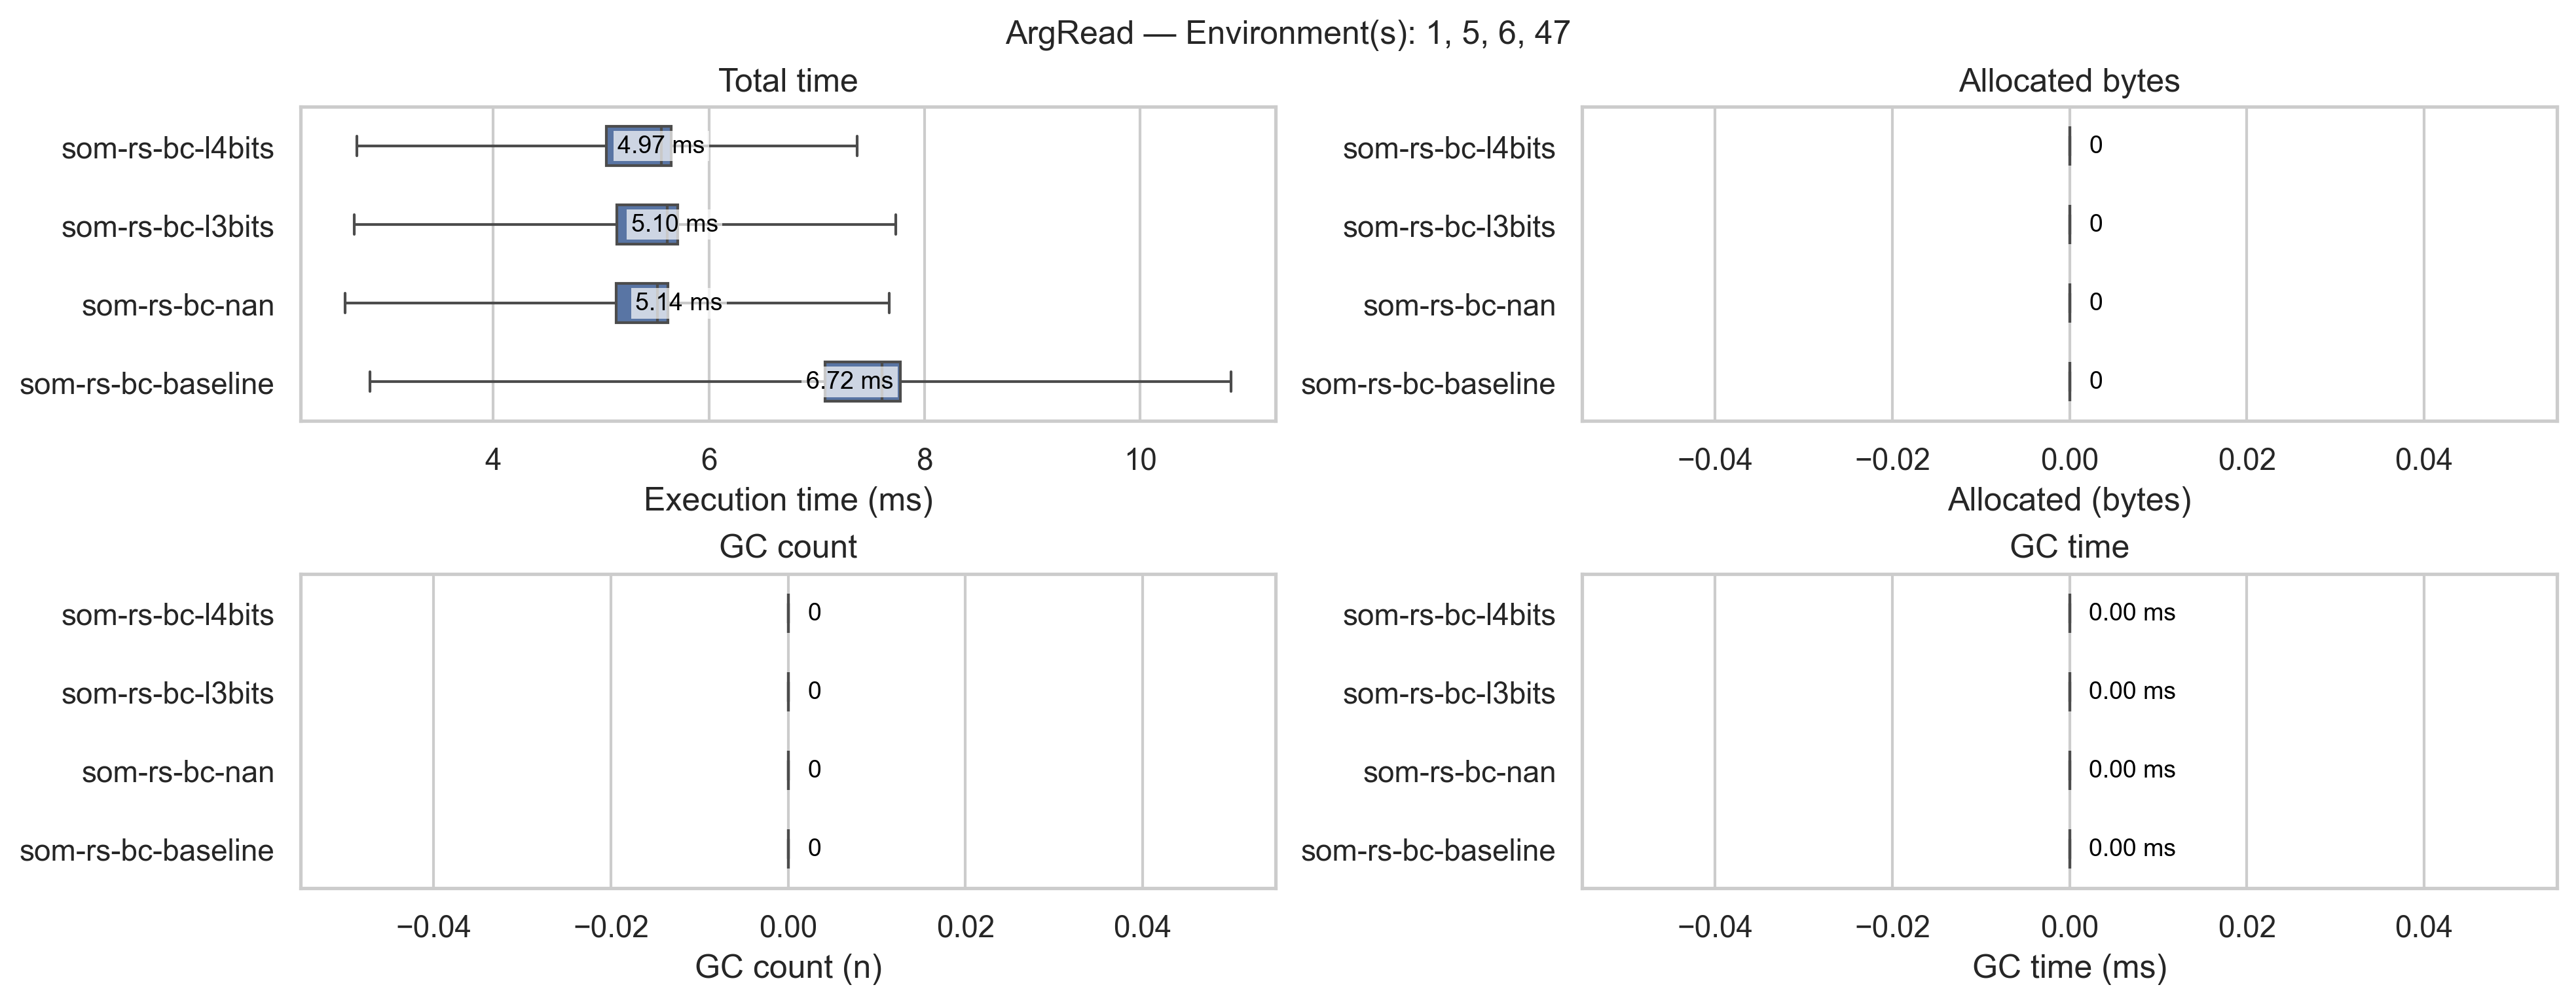 ArgRead — Environment(s): 1, 5, 6, 47
Total time
som-rs-bc-l4bits
4.97 ms
som-rs-bc-l3bits
5.10 ms
som-rs-bc-nan
5.14 ms
som-rs-bc-baseline
6.72 ms
4 6 8 10
Execution time (ms)
Allocated bytes
som-rs-bc-l4bits
0
som-rs-bc-l3bits
0
som-rs-bc-nan
0
som-rs-bc-baseline
0
−0.04 −0.02 0.00 0.02 0.04
Allocated (bytes)
GC count
som-rs-bc-l4bits
0
som-rs-bc-l3bits
0
som-rs-bc-nan
0
som-rs-bc-baseline
0
−0.04 −0.02 0.00 0.02 0.04
GC count (n)
GC time
som-rs-bc-l4bits
0.00 ms
som-rs-bc-l3bits
0.00 ms
som-rs-bc-nan
0.00 ms
som-rs-bc-baseline
0.00 ms
−0.04 −0.02 0.00 0.02 0.04
GC time (ms)